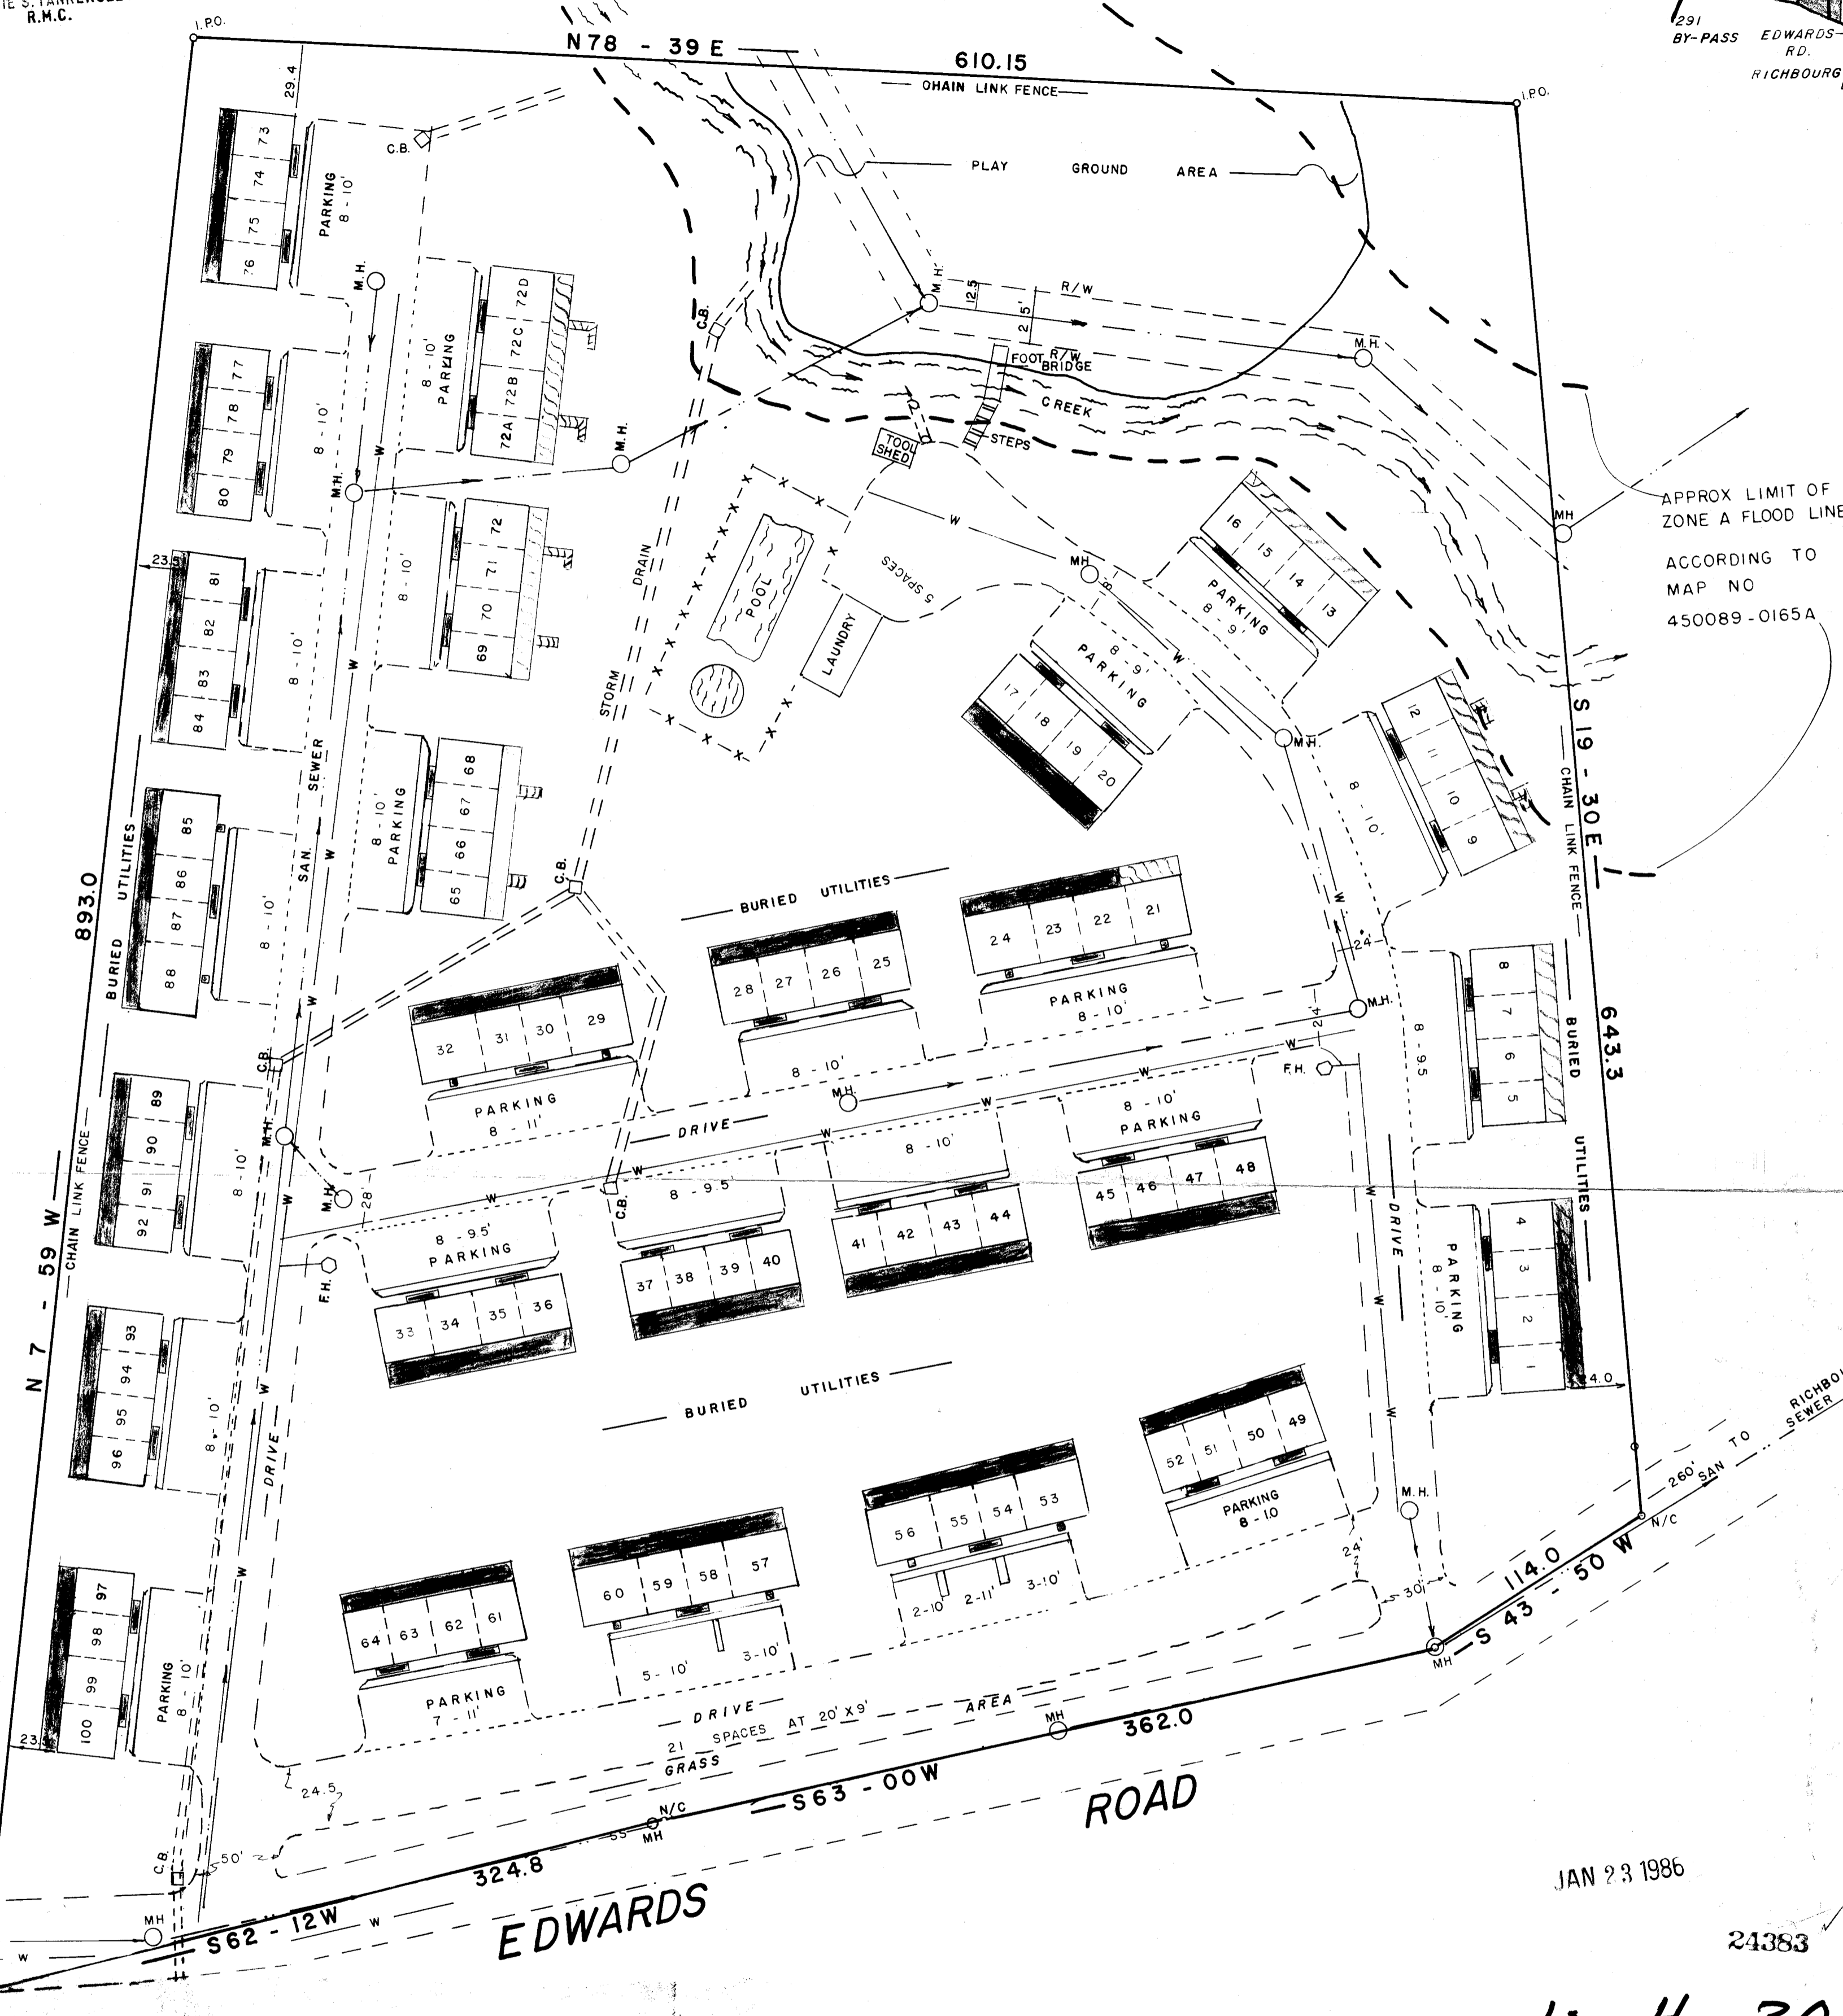 R.M.C.
I.P.O.
N 78 - 39 E
610.15
CHAIN LINK FENCE
I.P.O.
291
BY-PASS
EDWARDS
RD.
RICHBOURG
29.4
C.B.
PLAY GROUND AREA
73
74
75
76
PARKING
8 - 10'
M.H.
72D
72C
72B
72A
8 - 10'
PARKING
C.B.
M.H.
12.5
25'
R/W
R/W
FOOT BRIDGE
M.H.
CREEK
STEPS
TOOL SHED
77
78
79
80
8 - 10'
W
M.H.
M.H.
APPROX LIMIT OF
ZONE A FLOOD LINE
ACCORDING TO
MAP NO
450089 - 0165A
MH
72
71
70
69
8 - 10'
23.5
81
82
83
84
8 - 10'
W
STORM DRAIN
POOL
LAUNDRY
5 SPACES
W
MH
8'
16
15
14
13
PARKING
8 - 9'
8 - 9'
PARKING
W
17
18
19
20
M.H.
12
11
10
9
8 - 10'
S 19 - 30 E
CHAIN LINK FENCE
SAN. SEWER
W
68
67
66
65
8 - 10'
PARKING
85
86
87
88
8 - 10'
BURIED UTILITIES
893.0
C.B.
BURIED UTILITIES
24
23
22
21
PARKING
8 - 10'
28
27
26
25
8 - 10'
32
31
30
29
PARKING
8 - 11'
W
24'
M.H.
24'
8
7
6
5
8 - 9.5
BURIED UTILITIES
643.3
C.B.
W
M.H.
89
90
91
92
8 - 10'
CHAIN LINK FENCE
N 7 - 59 W
M.H.
28'
DRIVE
M.H.
W
W
W
W
W
W
F.H.
C.B.
8 - 9.5'
PARKING
33
34
35
36
8 - 9.5'
37
38
39
40
8 - 10'
41
42
43
44
8 - 10'
PARKING
45
46
47
48
W
DRIVE
W
W
4
3
2
1
PARKING
8 - 10'
F.H.
W
93
94
95
96
8 - 10'
DRIVE
W
BURIED UTILITIES
52
51
50
49
PARKING
8 - 10
56
55
54
53
2-10'
2-11'
3-10'
60
59
58
57
5 - 10'
3-10'
64
63
62
61
PARKING
7 - 11'
M.H.
24'
30'
260' SAN TO
SEWER
N/C
114.0
S 43 - 50 W
MH
97
98
99
100
PARKING
8 - 10'
24.5
50'
C.B.
DRIVE
21 SPACES AT 20' X 9'
GRASS AREA
MH
362.0
S 63 - 00 W
N/C
55
MH
324.8
MH
S 62 - 12 W
W
W
EDWARDS ROAD
JAN 23 1986
24383